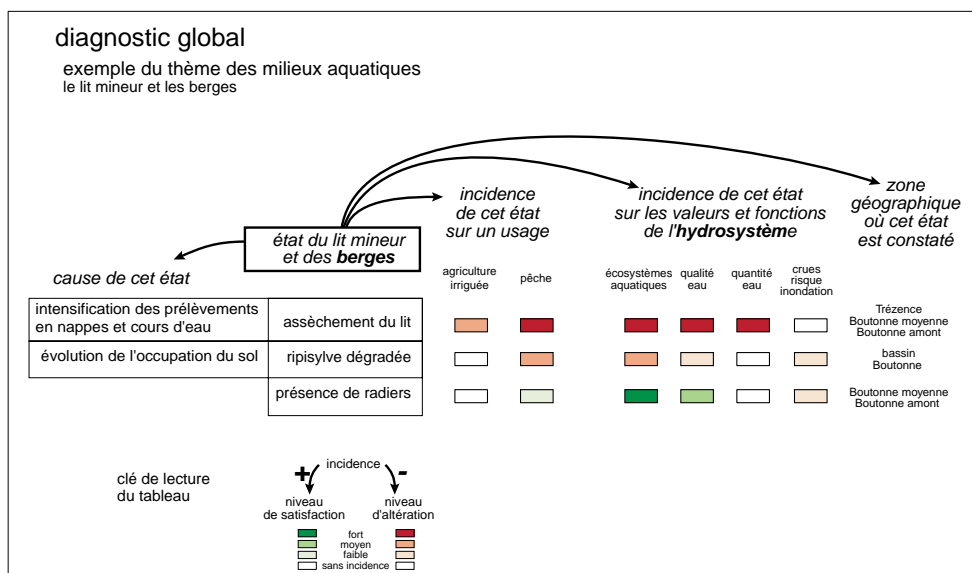 diagnostic global
exemple du thème des milieux aquatiques
le lit mineur et les berges
incidence
de cet état
sur un usage
incidence de cet état
sur les valeurs et fonctions
de l'hydrosystème
zone
géographique
où cet état
est constaté
état du lit mineur
et des berges
cause de cet état
agriculture
irriguée
pêche
écosystèmes
aquatiques
qualité
eau
quantité
eau
crues
risque
inondation
intensification des prélèvements
en nappes et cours d'eau
assèchement du lit
Trézence
Boutonne moyenne
Boutonne amont
évolution de l'occupation du sol
ripisylve dégradée
bassin
Boutonne
présence de radiers
Boutonne moyenne
Boutonne amont
clé de lecture
du tableau
+ incidence -
niveau
de satisfaction
niveau
d'altération
fort
moyen
faible
sans incidence